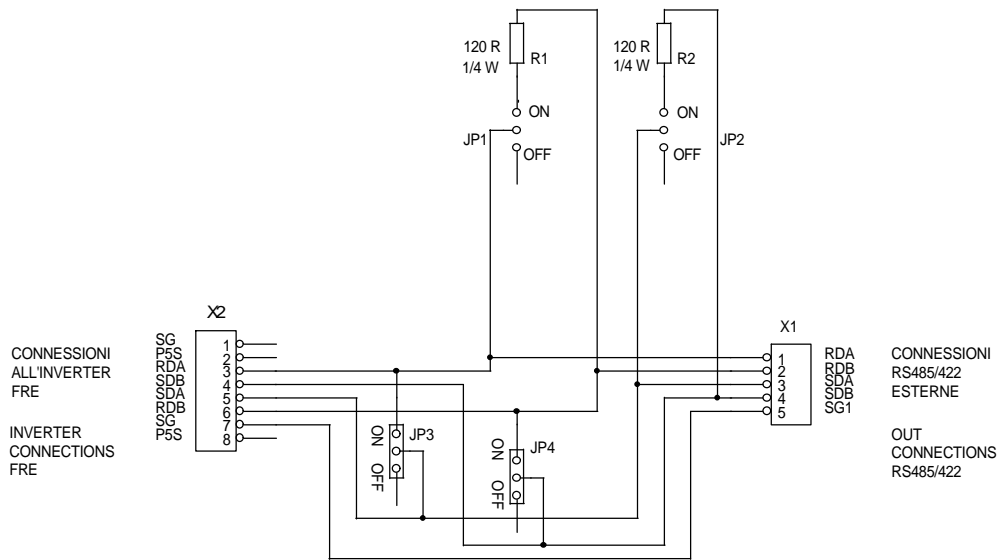 120 R
1/4 W
R1
ON
JP1
OFF
120 R
1/4 W
R2
ON
JP2
OFF
X2
CONNESSIONI
ALL'INVERTER
FRE
INVERTER
CONNECTIONS
FRE
SG 1
P5S 2
RDA 3
SDB 4
SDA 5
RDB 6
SG 7
P5S 8
ON JP3
OFF
ON JP4
OFF
X1
1 RDA
2 RDB
3 SDA
4 SDB
5 SG1
CONNESSIONI
RS485/422
ESTERNE
OUT
CONNECTIONS
RS485/422